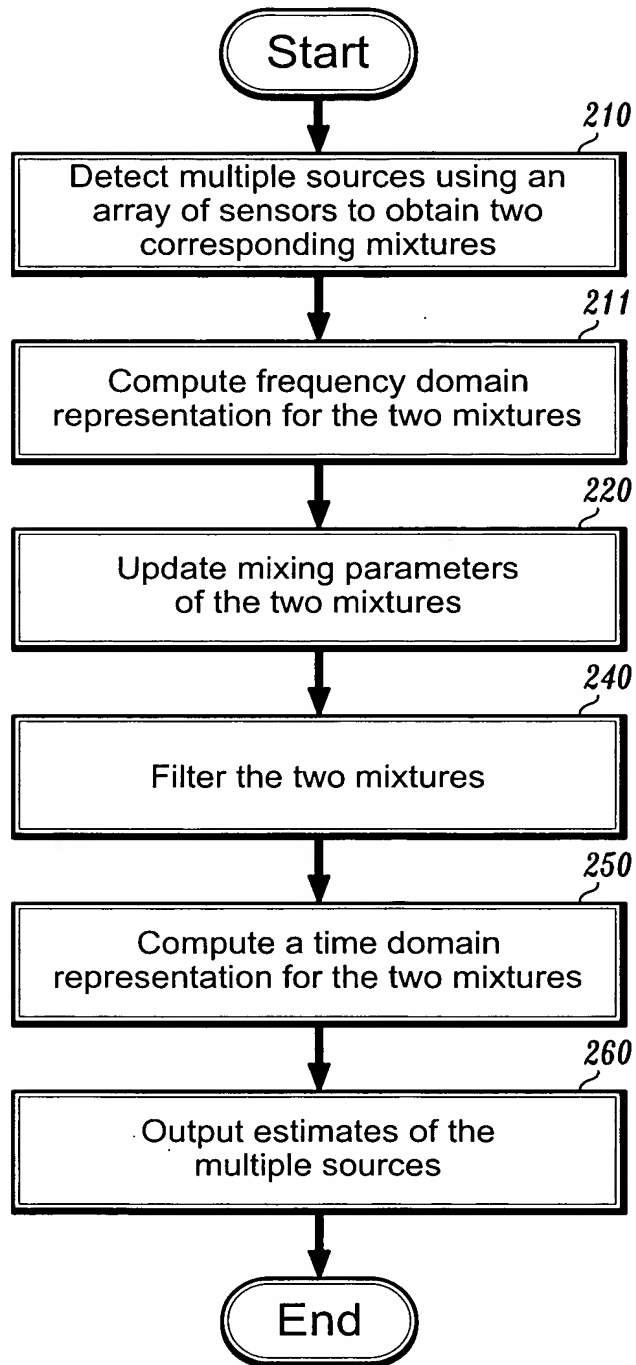 Start
210
Detect multiple sources using an
array of sensors to obtain two
corresponding mixtures
211
Compute frequency domain
representation for the two mixtures
220
Update mixing parameters
of the two mixtures
240
Filter the two mixtures
250
Compute a time domain
representation for the two mixtures
260
Output estimates of the
multiple sources
End